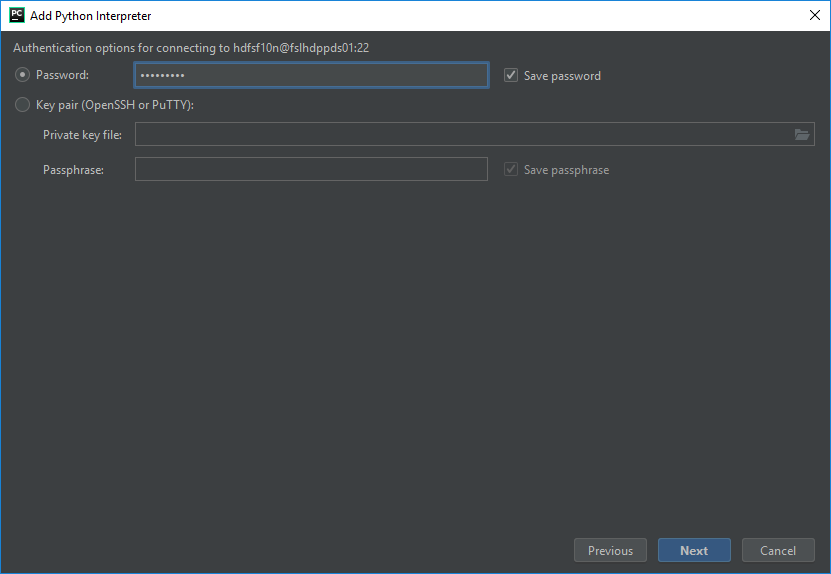 PC Add Python Interpreter
Authentication options for connecting to hdfsf10n@fslhdppds01:22
Password: ••••••••• Save password
Key pair (OpenSSH or PuTTY):
Private key file:
Passphrase: Save passphrase
Previous Next Cancel